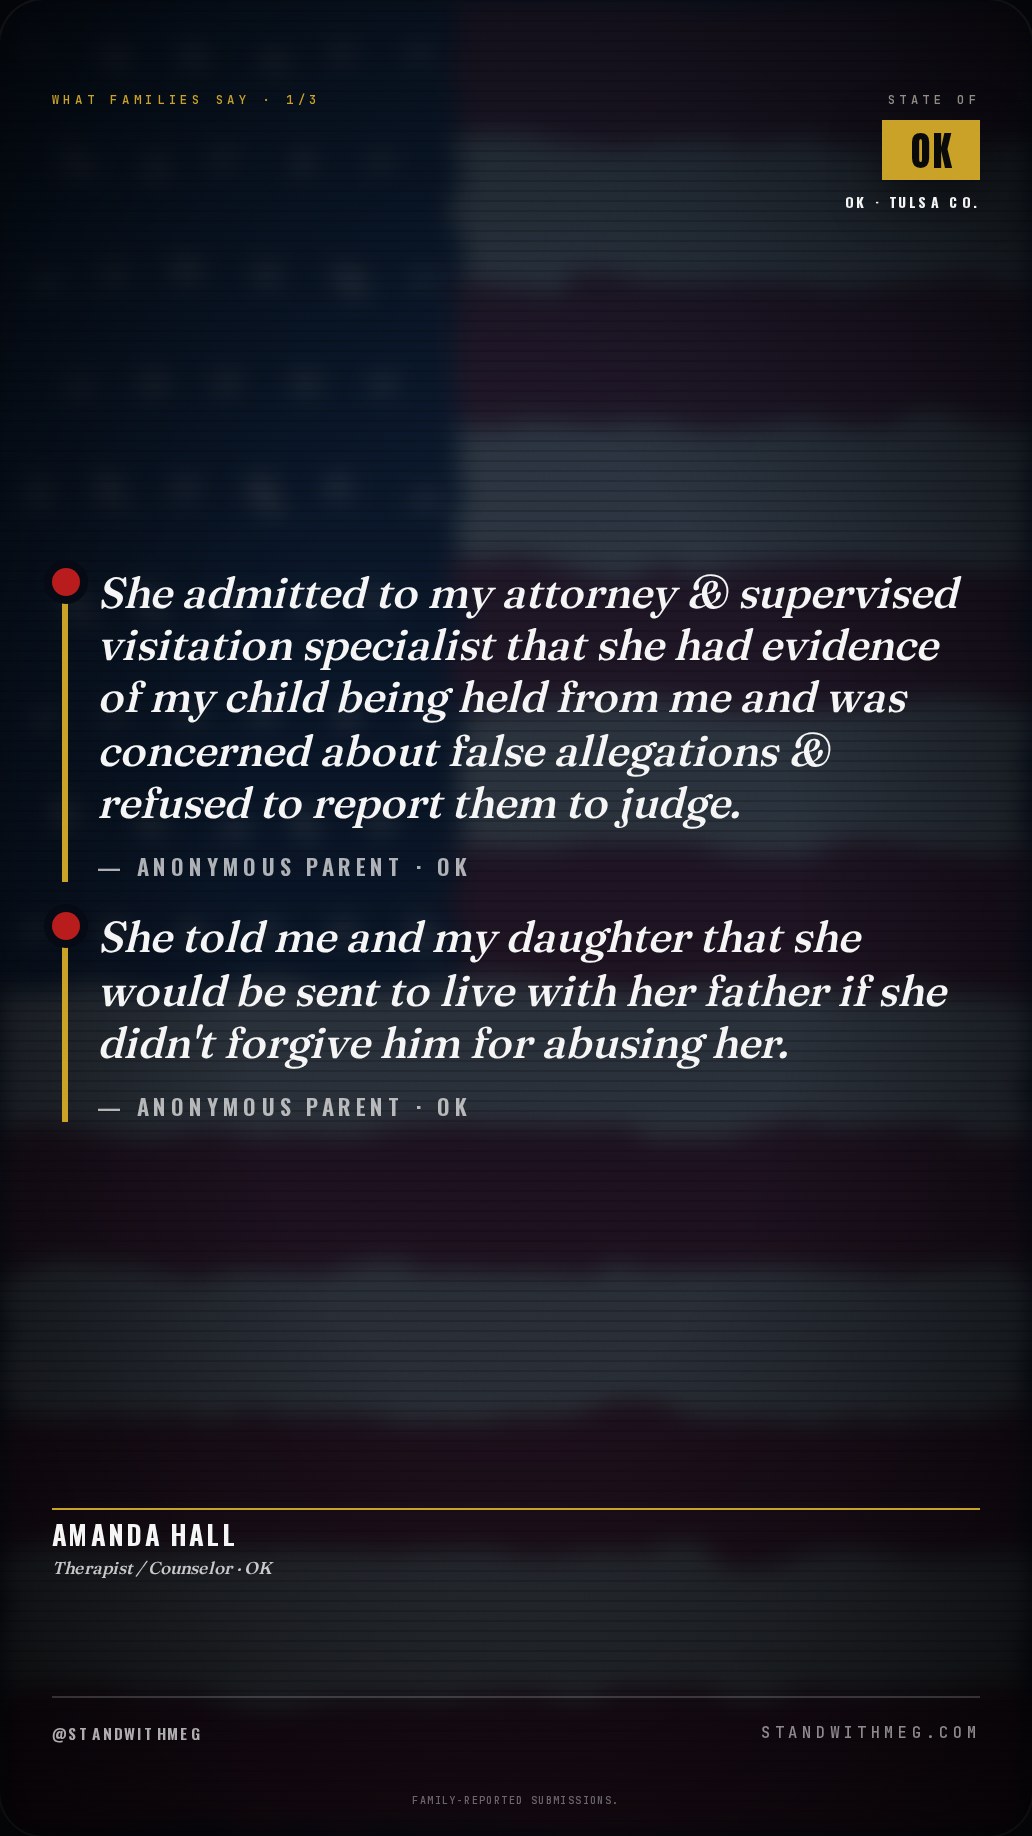 WHAT FAMILIES SAY · 1/3
STATE OF
OK
OK · TULSA CO.
She admitted to my attorney & supervised
visitation specialist that she had evidence
of my child being held from me and was
concerned about false allegations &
refused to report them to judge.
— ANONYMOUS PARENT · OK
She told me and my daughter that she
would be sent to live with her father if she
didn't forgive him for abusing her.
— ANONYMOUS PARENT · OK
AMANDA HALL
Therapist / Counselor · OK
@STANDWITHMEG
STANDWITHMEG.COM
FAMILY-REPORTED SUBMISSIONS.